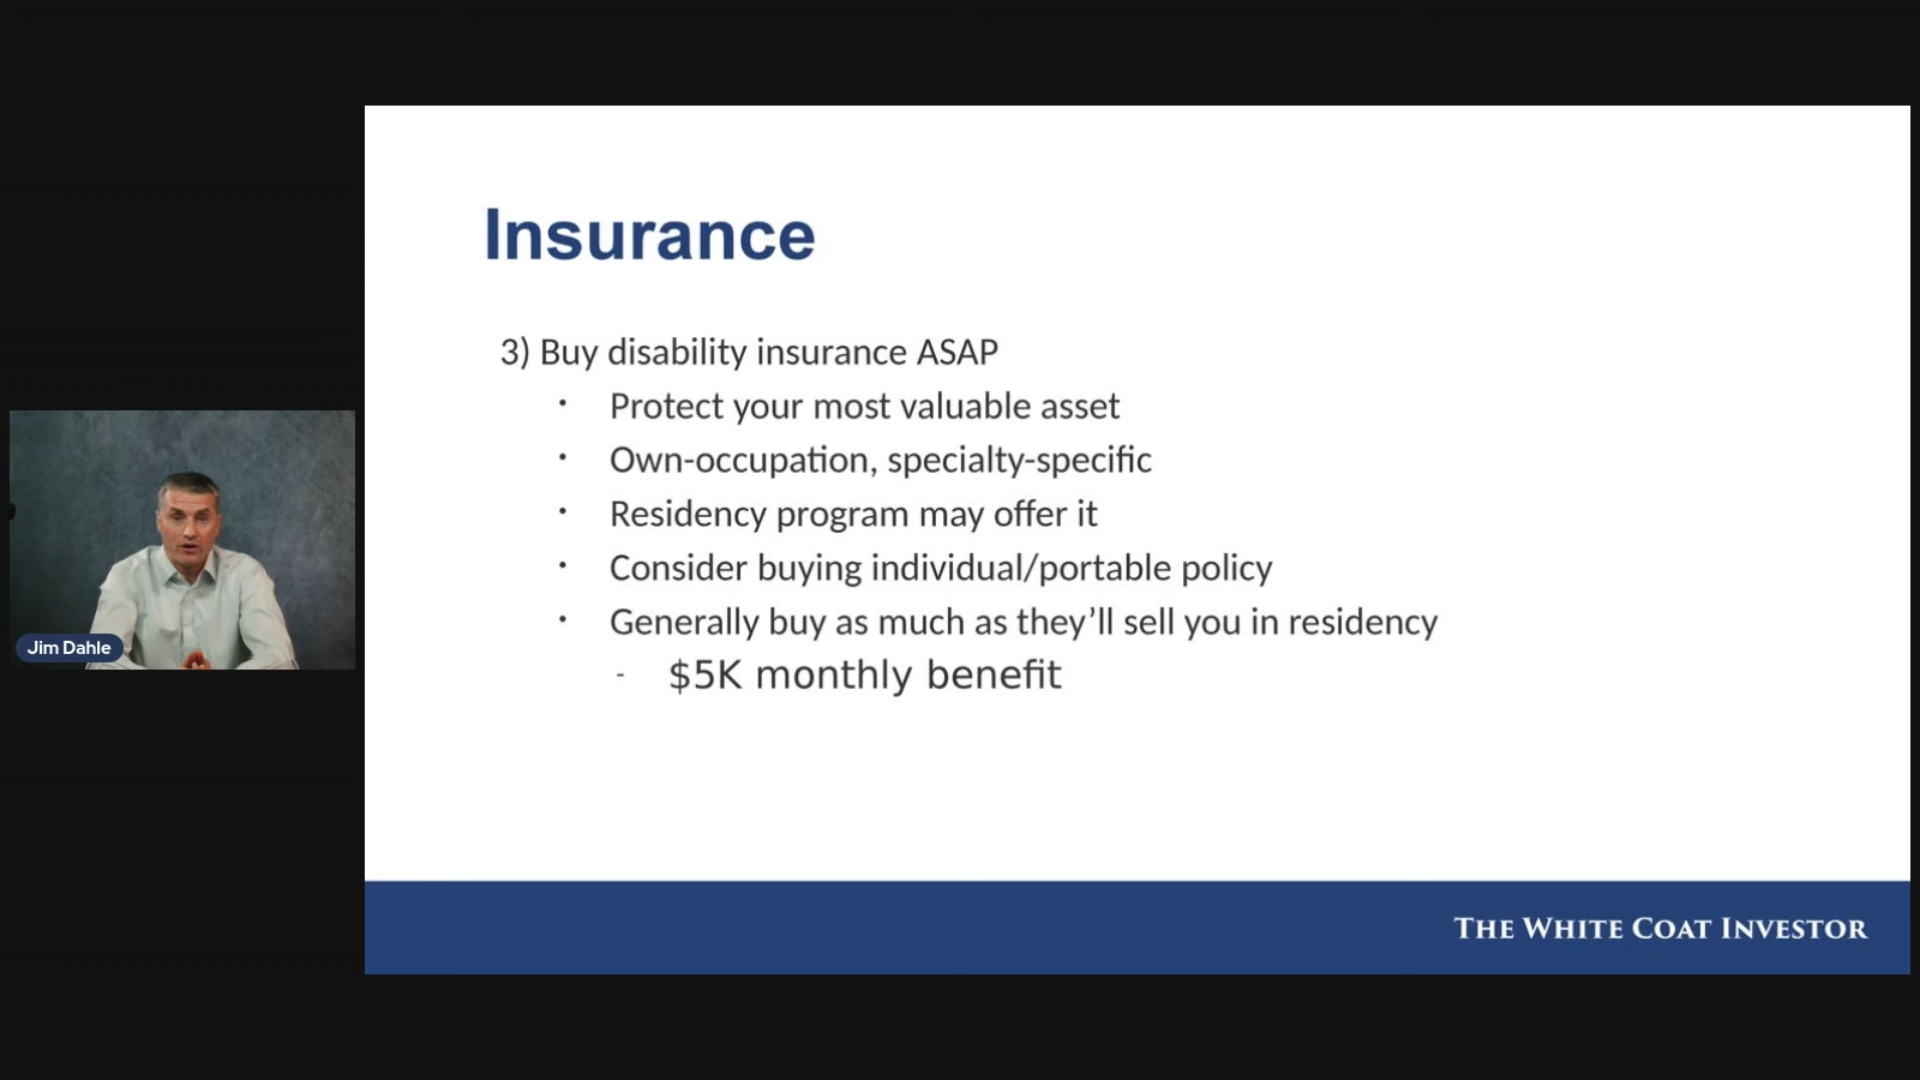 Insurance
3) Buy disability insurance ASAP
· Protect your most valuable asset
· Own-occupation, specialty-specific
· Residency program may offer it
· Consider buying individual/portable policy
· Generally buy as much as they’ll sell you in residency
- $5K monthly benefit
Jim Dahle
THE WHITE COAT INVESTOR